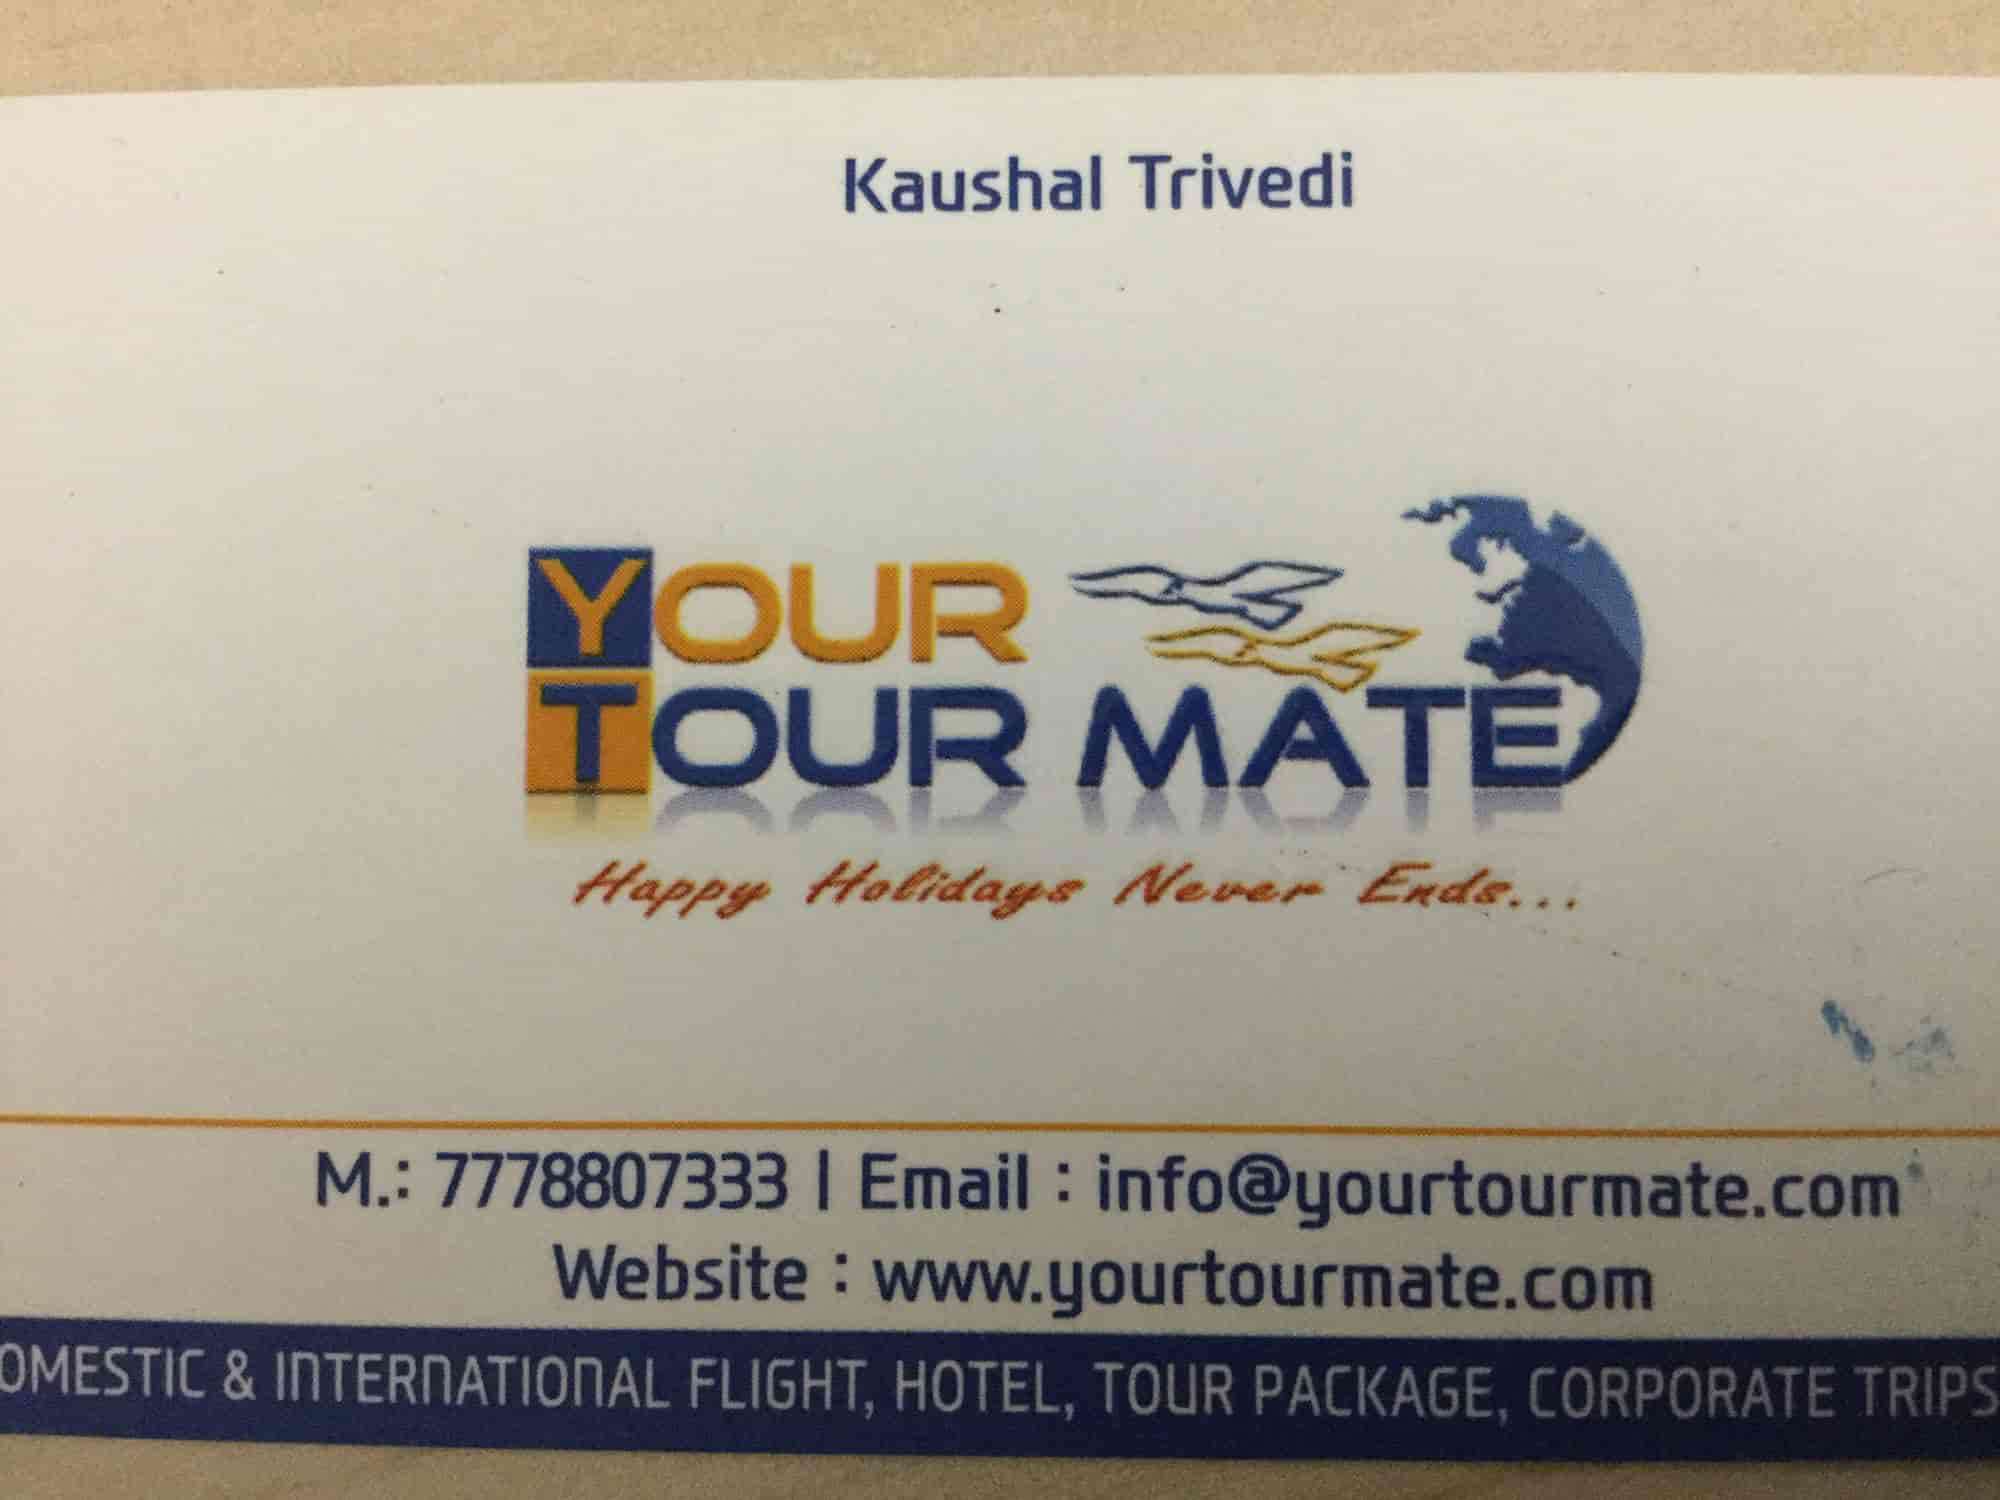 Kaushal Trivedi
YOUR
TOUR MATE
Happy Holidays Never Ends...
M.: 7778807333 | Email : info@yourtourmate.com
Website : www.yourtourmate.com
OMESTIC & INTERNATIONAL FLIGHT, HOTEL, TOUR PACKAGE, CORPORATE TRIPS